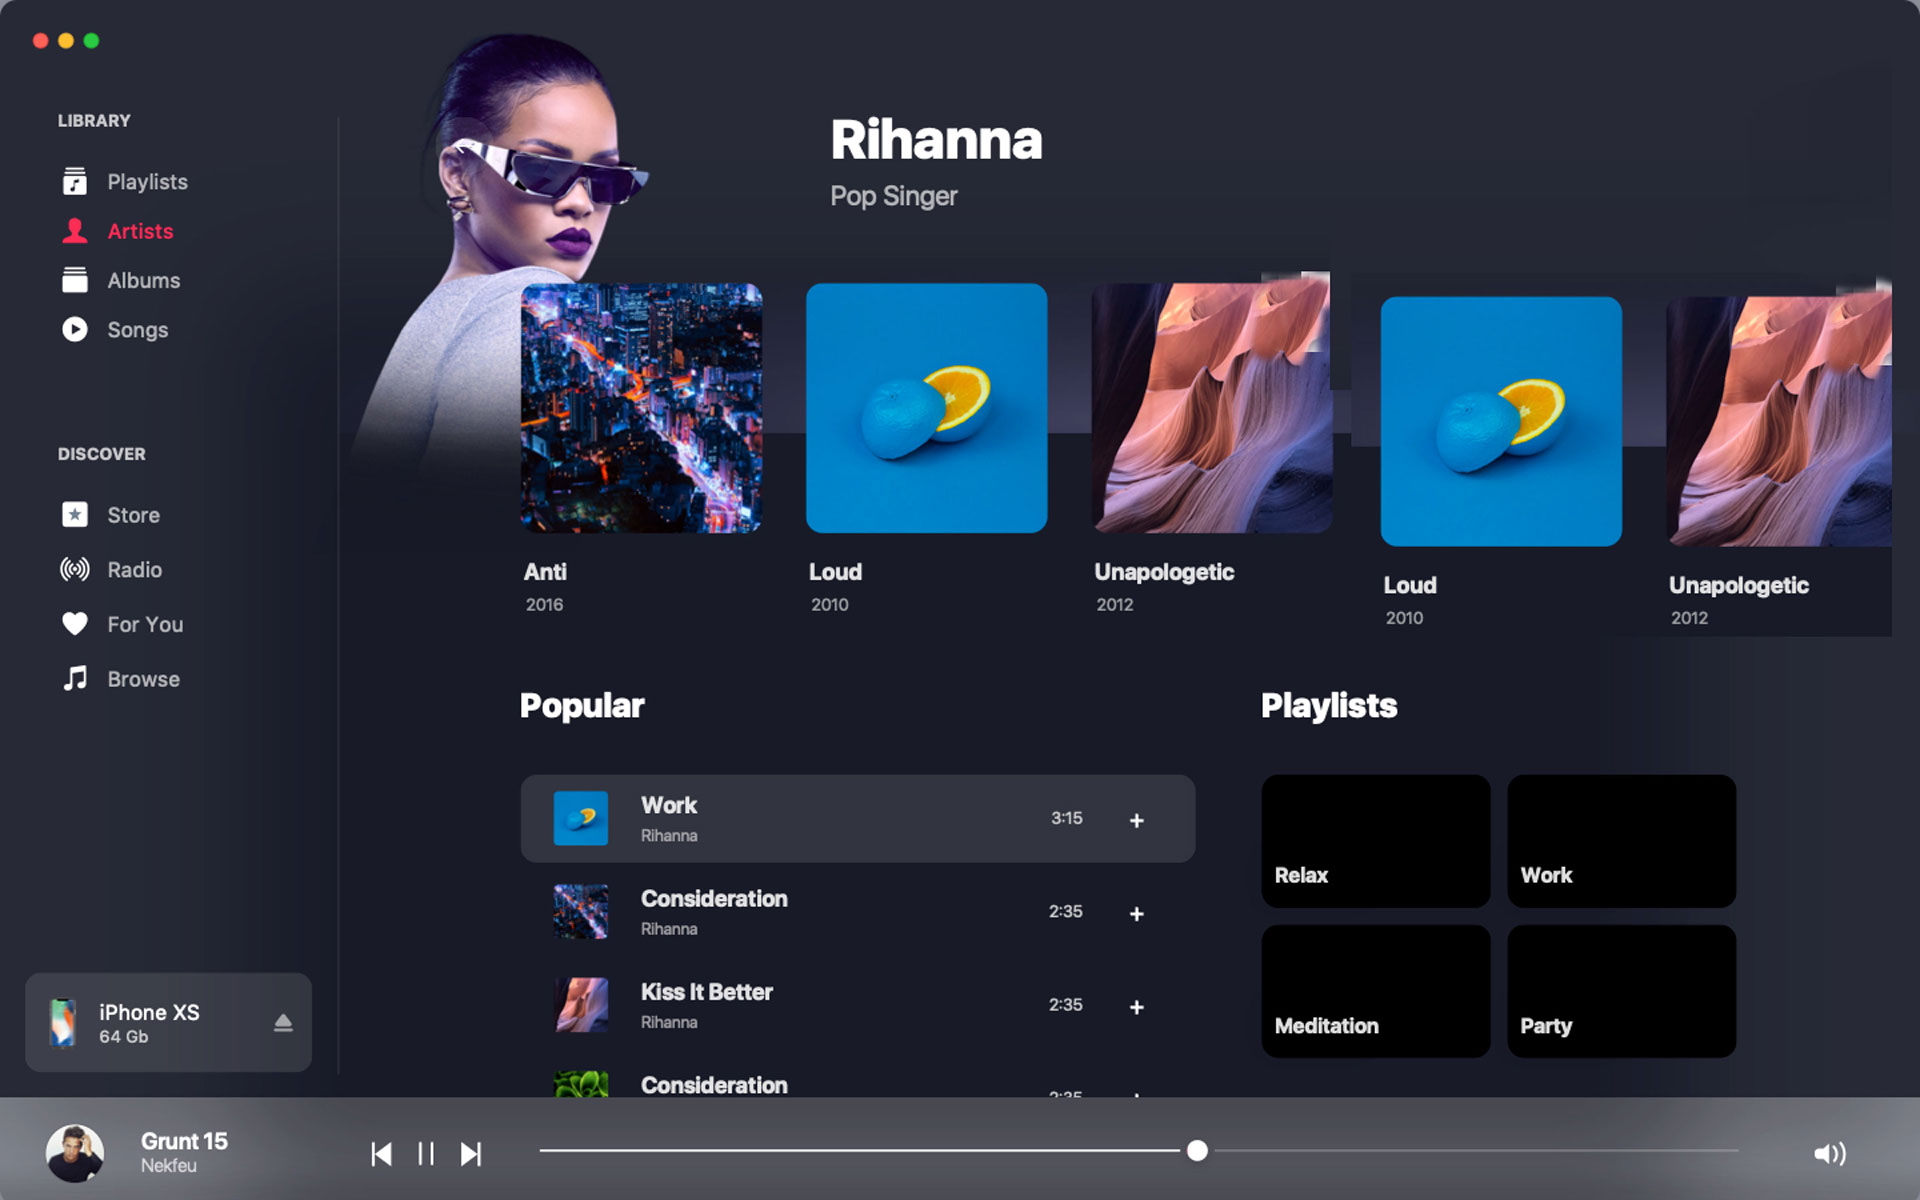 LIBRARY
Playlists
Artists
Albums
Songs
DISCOVER
Store
Radio
For You
Browse
iPhone XS
64 Gb
Rihanna
Pop Singer
Anti
2016
Loud
2010
Unapologetic
2012
Loud
2010
Unapologetic
2012
Popular
Work
Rihanna
3:15
+
Consideration
Rihanna
2:35
+
Kiss It Better
Rihanna
2:35
+
Consideration
2:35
Playlists
Relax
Work
Meditation
Party
Grunt 15
Nekfeu